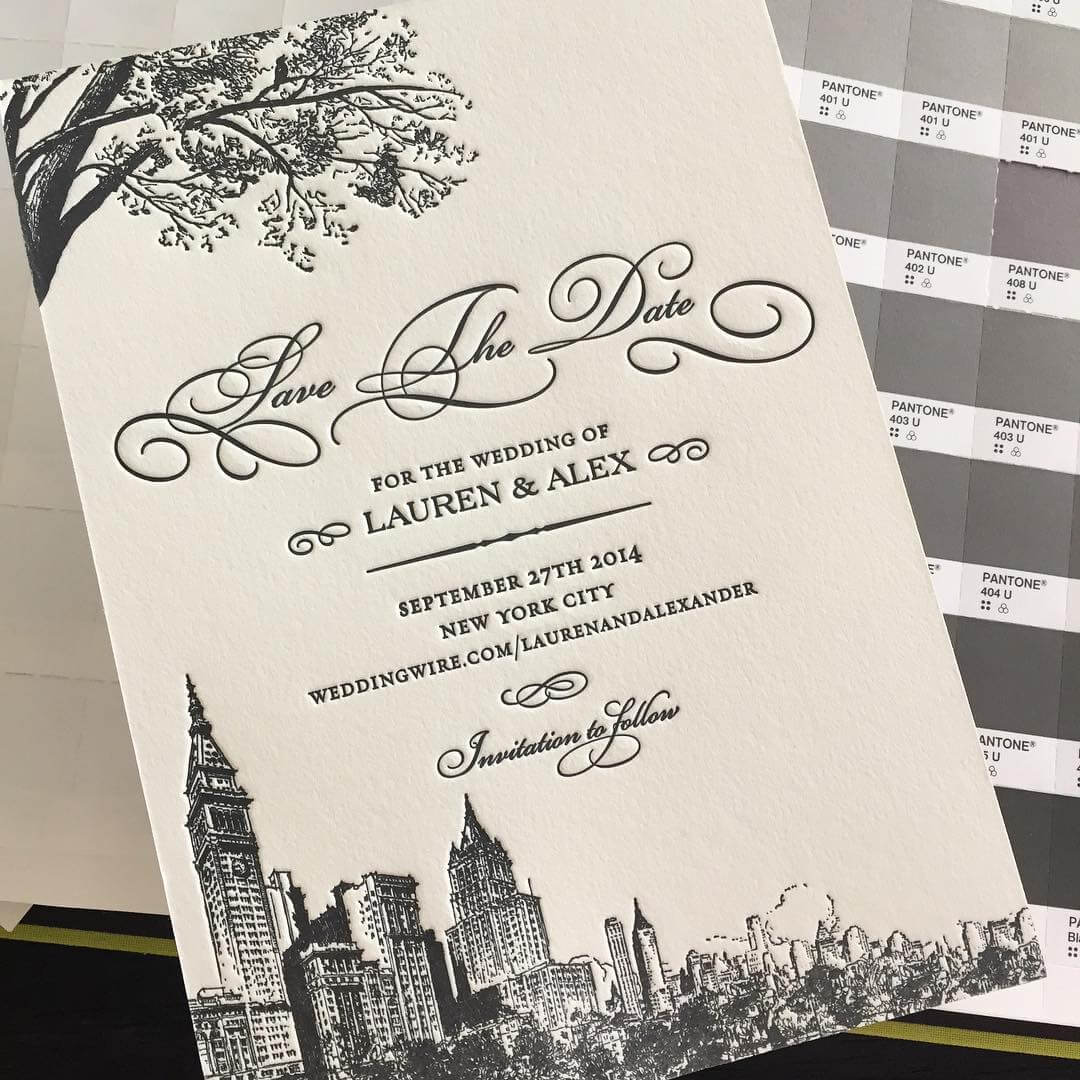 Save The Date
FOR THE WEDDING OF
LAUREN & ALEX
SEPTEMBER 27TH 2014
NEW YORK CITY
WEDDINGWIRE.COM/LAURENANDALEXANDER
Invitation to follow
PANTONE®
401 U
PANTONE®
401 U
PANTONE®
401 U
PANTONE®
402 U
PANTONE®
408 U
PANTONE®
403 U
PANTONE®
403 U
PANTONE®
404 U